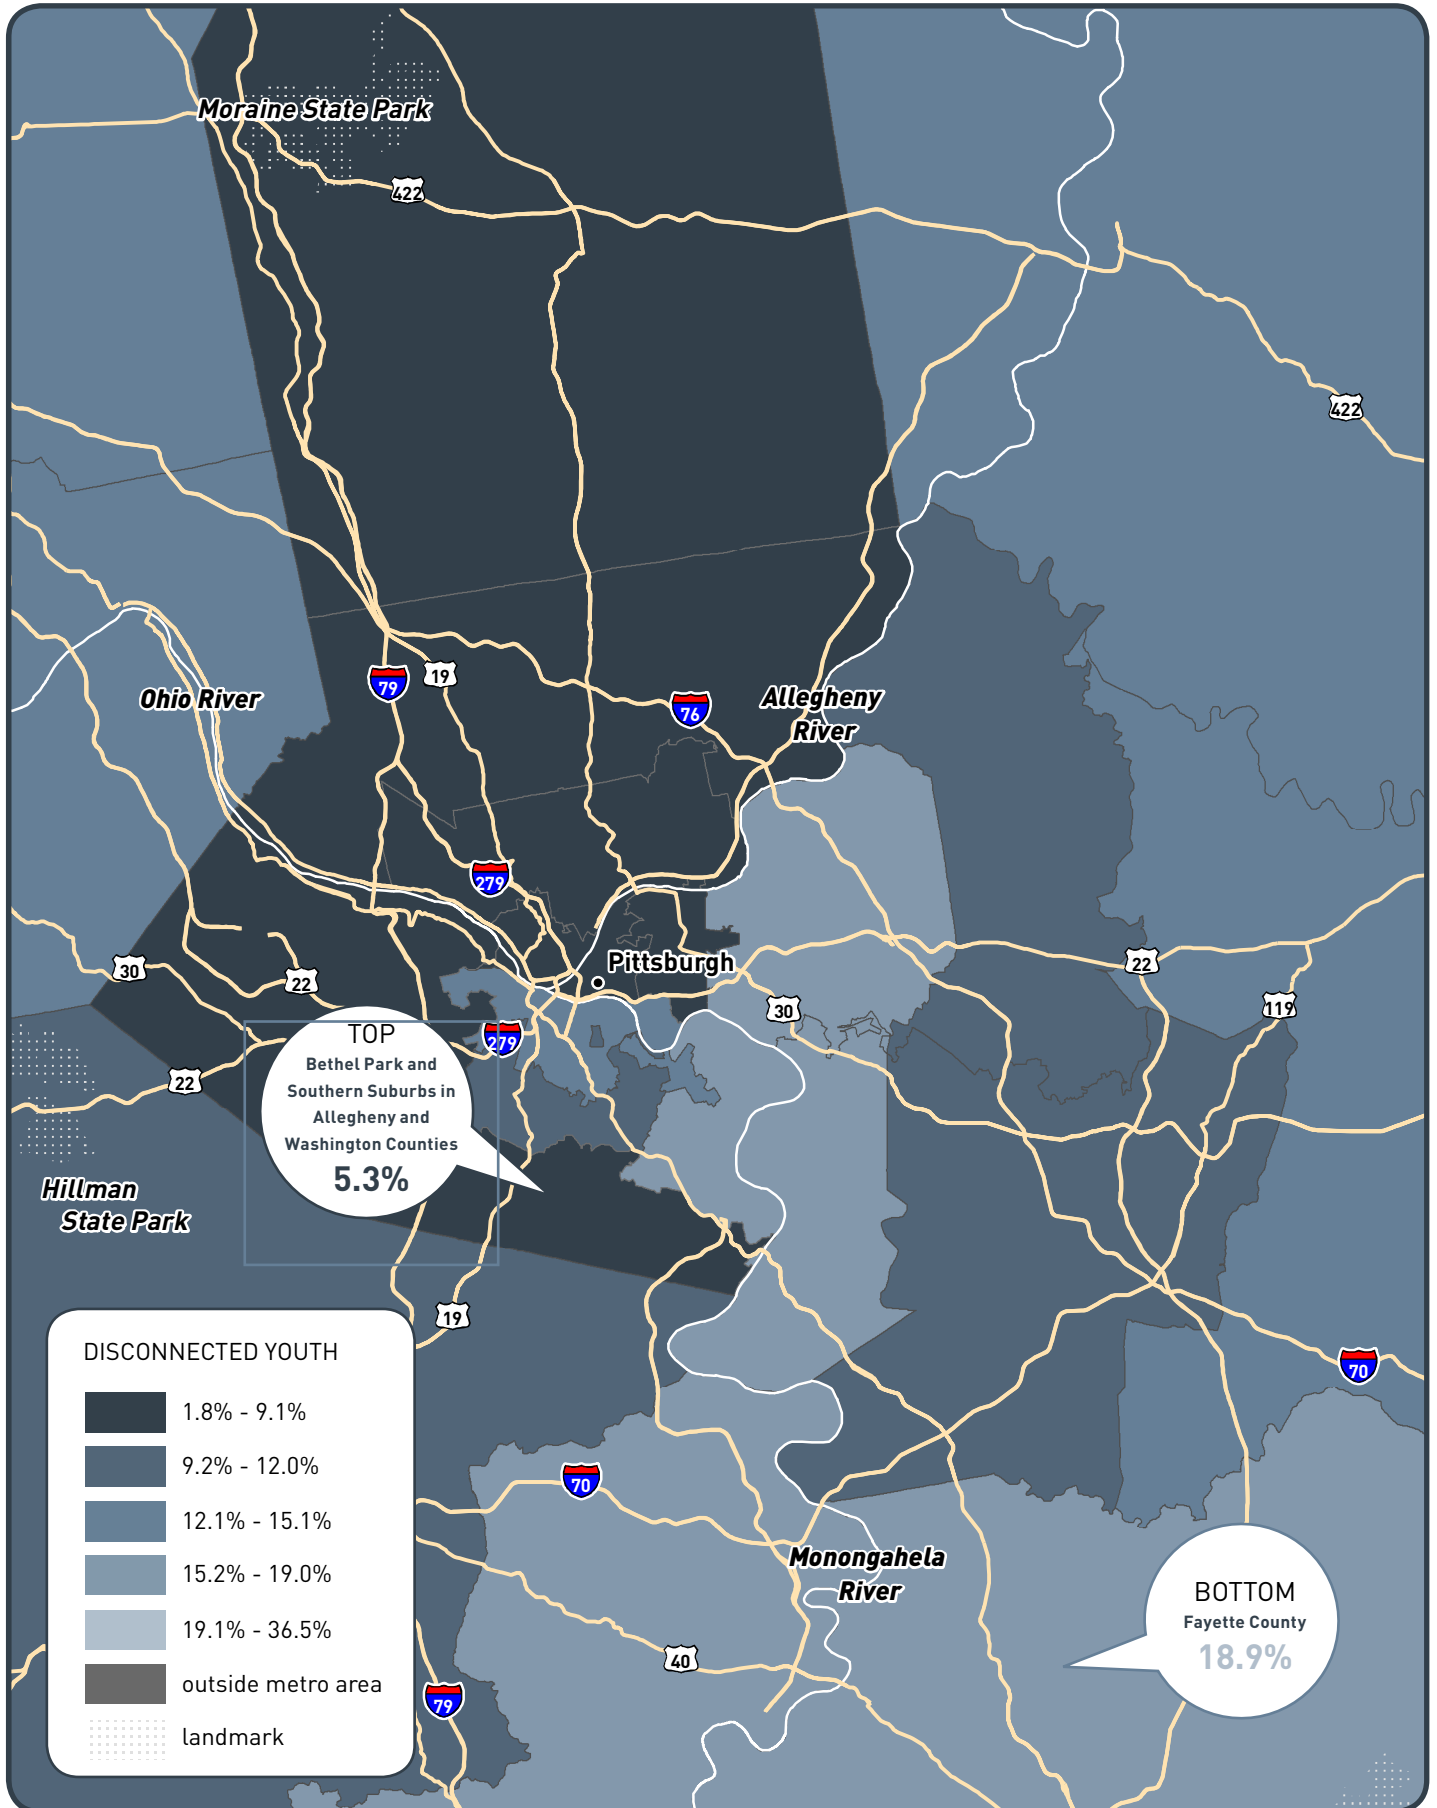 Moraine State Park
422
422
Ohio River
79
19
76
Allegheny
River
279
Pittsburgh
30
22
22
30
119
279
22
TOP
Bethel Park and
Southern Suburbs in
Allegheny and
Washington Counties
5.3%
Hillman
State Park
19
70
DISCONNECTED YOUTH
1.8% - 9.1%
9.2% - 12.0%
12.1% - 15.1%
15.2% - 19.0%
19.1% - 36.5%
outside metro area
landmark
70
Monongahela
River
40
79
BOTTOM
Fayette County
18.9%